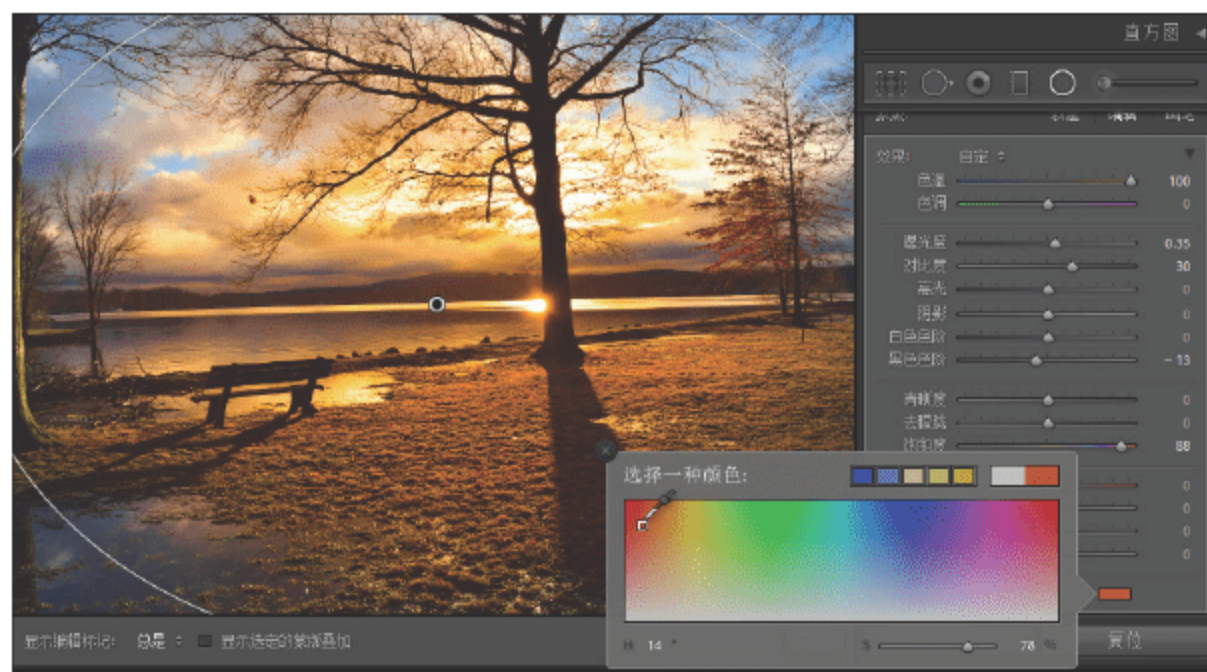 直方图
效果: 自定
色温 100
色调 0
曝光度 0.35
对比度 30
高光 0
阴影 0
白色色阶 0
黑色色阶 -13
清晰度 0
去朦胧 0
饱和度 88
0
0
0
0
选择一种颜色:
H 14 °
S 78 %
显示编辑标记: 总是
显示选定的蒙版叠加
复位